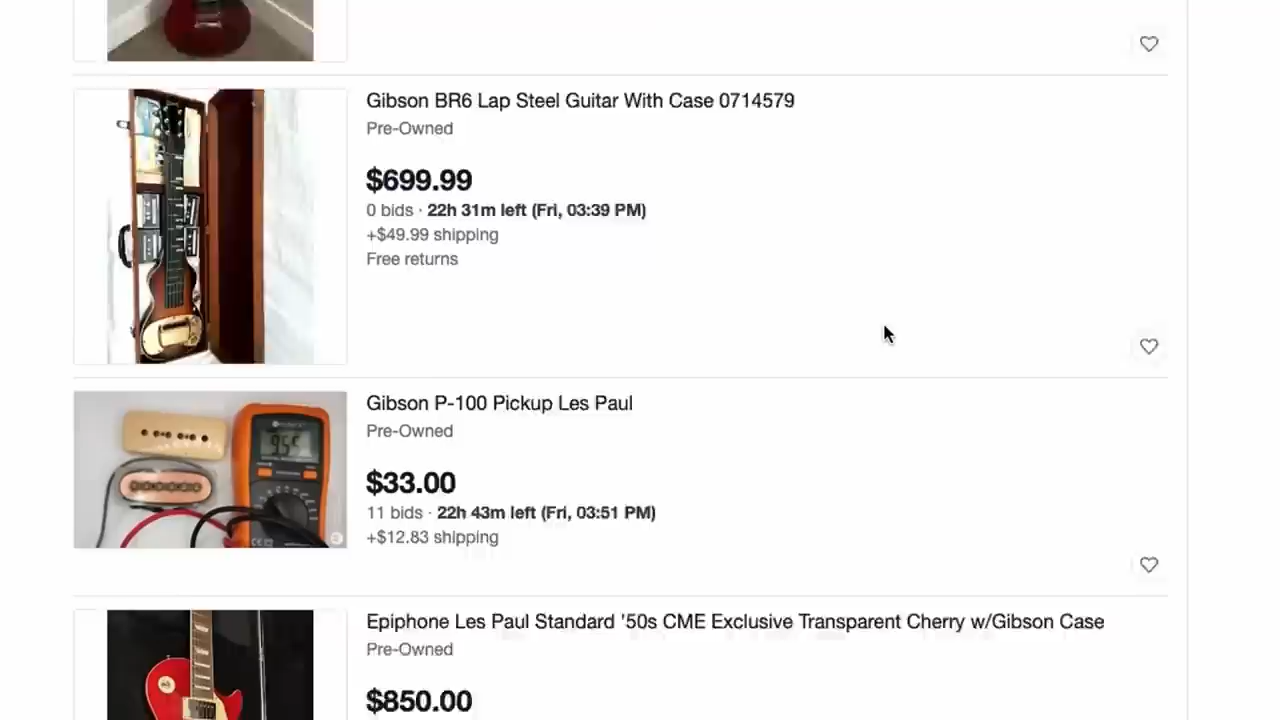 Gibson BR6 Lap Steel Guitar With Case 0714579
Pre-Owned
$699.99
0 bids · 22h 31m left (Fri, 03:39 PM)
+$49.99 shipping
Free returns
Gibson P-100 Pickup Les Paul
Pre-Owned
$33.00
11 bids · 22h 43m left (Fri, 03:51 PM)
+$12.83 shipping
Epiphone Les Paul Standard '50s CME Exclusive Transparent Cherry w/Gibson Case
Pre-Owned
$850.00